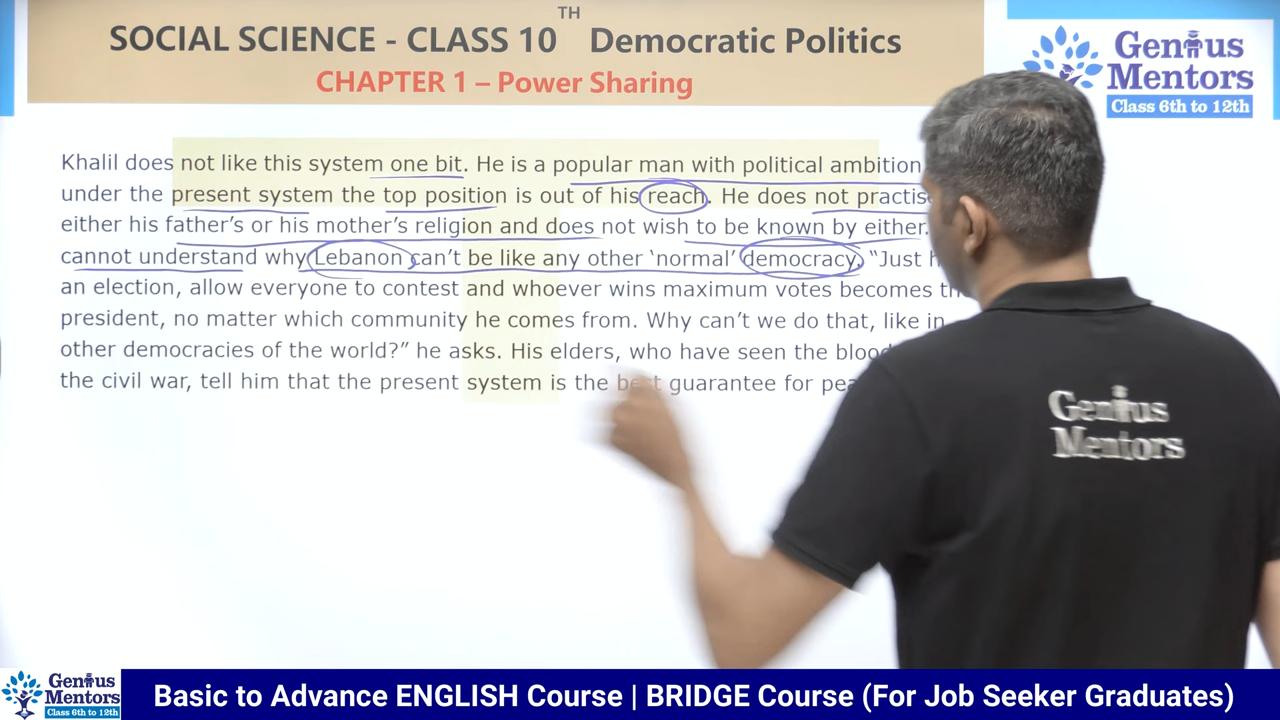 TH
SOCIAL SCIENCE - CLASS 10 Democratic Politics
CHAPTER 1 – Power Sharing
Genius
Mentors
Class 6th to 12th
Khalil does not like this system one bit. He is a popular man with political ambition
under the present system the top position is out of his reach. He does not practise
either his father's or his mother's religion and does not wish to be known by either.
cannot understand why Lebanon can't be like any other 'normal' democracy. “Just
an election, allow everyone to contest and whoever wins maximum votes becomes
president, no matter which community he comes from. Why can't we do that, like in
other democracies of the world?” he asks. His elders, who have seen the
the civil war, tell him that the present system is the best guarantee for
Genius
Mentors
Genius
Mentors
Class 6th to 12th
Basic to Advance ENGLISH Course | BRIDGE Course (For Job Seeker Graduates)